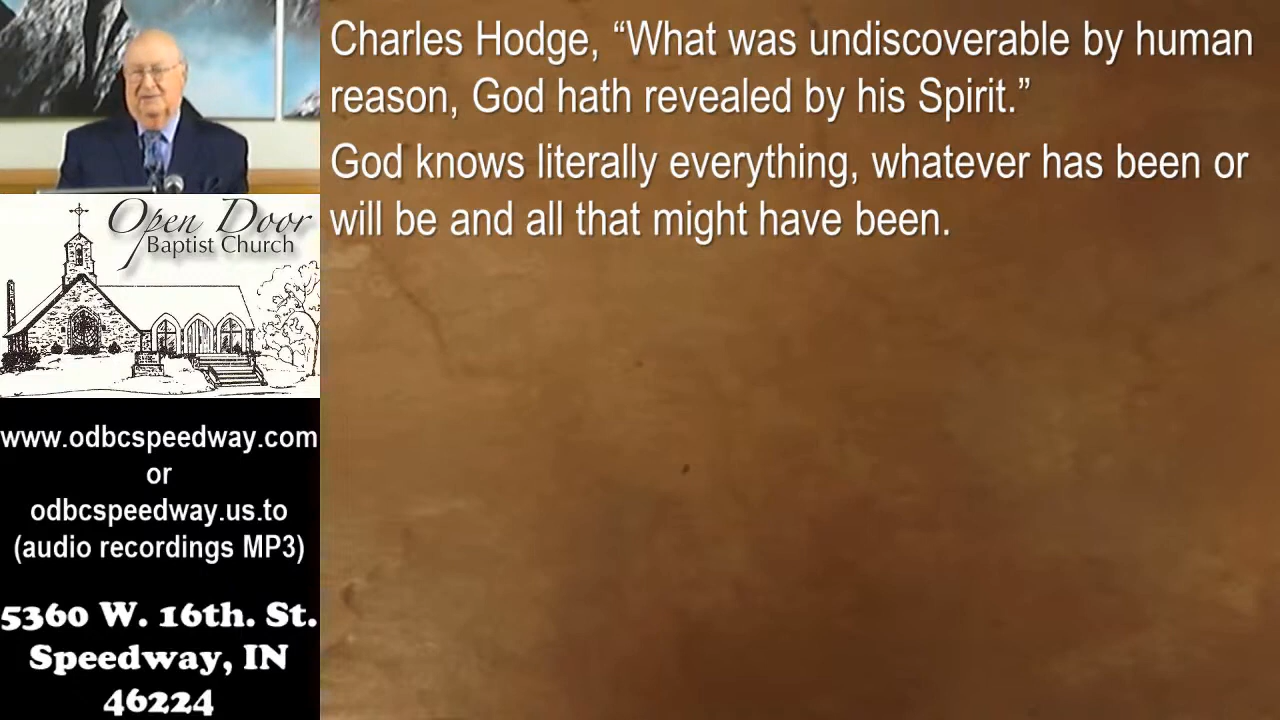 Charles Hodge, “What was undiscoverable by human
reason, God hath revealed by his Spirit.”
God knows literally everything, whatever has been or
will be and all that might have been.
Open Door
Baptist Church
www.odbcspeedway.com
or
odbcspeedway.us.to
(audio recordings MP3)
5360 W. 16th. St.
Speedway, IN
46224